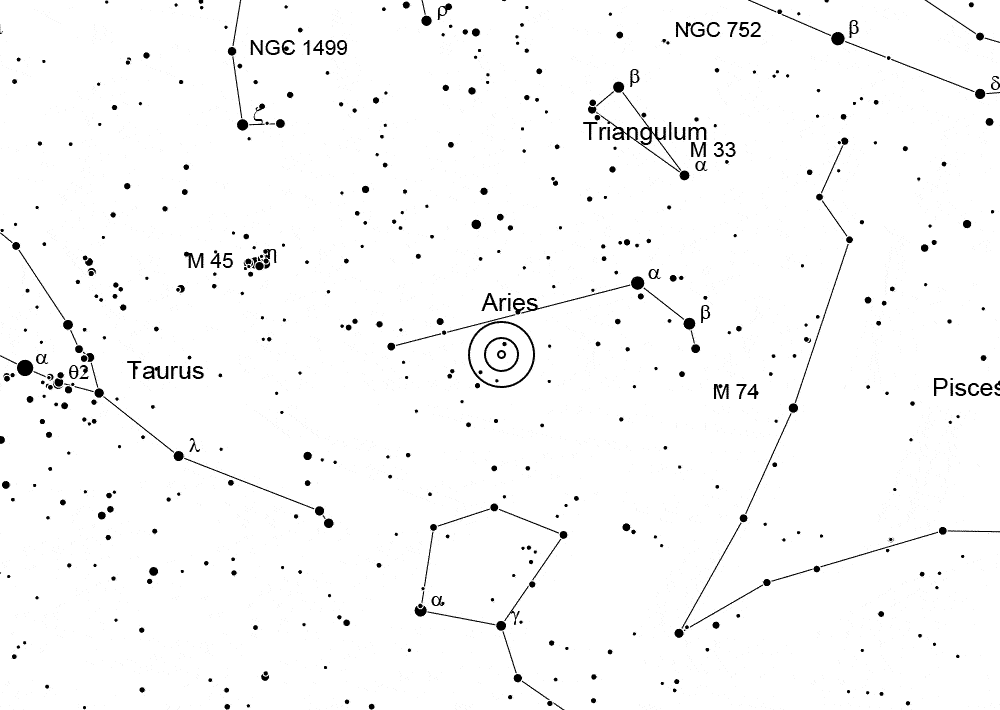 ρ
NGC 1499
NGC 752
β
δ
β
ζ
Triangulum
M 33
α
M 45
η
α
Aries
β
α
θ2
Taurus
M 74
Pisces
λ
α
γ